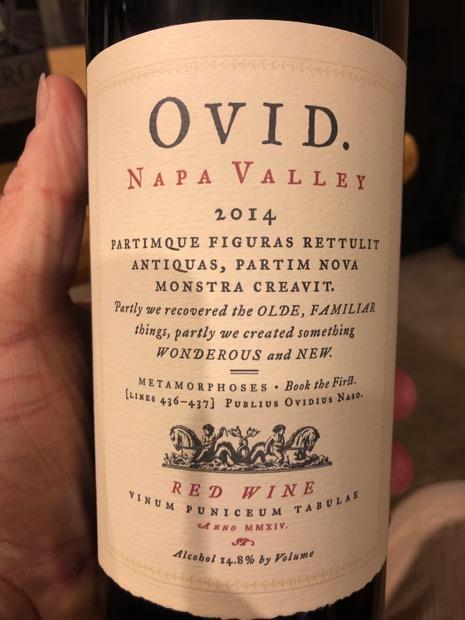 OVID.
NAPA VALLEY
2014
PARTIMQUE FIGURAS RETTULIT
ANTIQUAS, PARTIM NOVA
MONSTRA CREAVIT.
Partly we recovered the OLDE, FAMILIAR
things, partly we created something
WONDEROUS and NEW.
METAMORPHOSES • Book the First.
[LINES 436-437] PUBLIUS OVIDIUS NASO.
RED WINE
VINUM PUNICEUM TABULAE
ANNO MMXIV.
Alcohol 14.8% by Volume